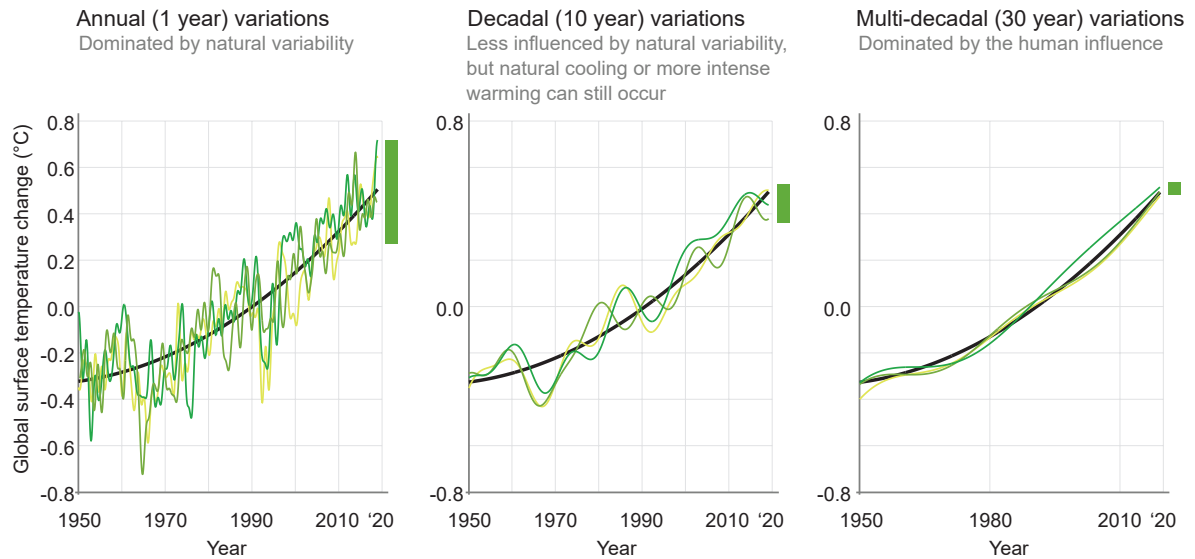 Annual (1 year) variations
Dominated by natural variability
Global surface temperature change (°C)
0.8
0.6
0.4
0.2
0.0
-0.2
-0.4
-0.6
-0.8
1950 1970 1990 2010 ‘20
Year
Decadal (10 year) variations
Less influenced by natural variability,
but natural cooling or more intense
warming can still occur
0.8
0.0
-0.8
1950 1970 1990 2010 ‘20
Year
Multi-decadal (30 year) variations
Dominated by the human influence
0.8
0.0
-0.8
1950 1980 2010 ‘20
Year